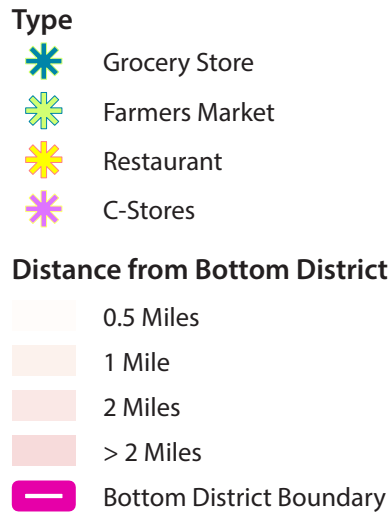 Type
Grocery Store
Farmers Market
Restaurant
C-Stores
Distance from Bottom District
0.5 Miles
1 Mile
2 Miles
> 2 Miles
Bottom District Boundary